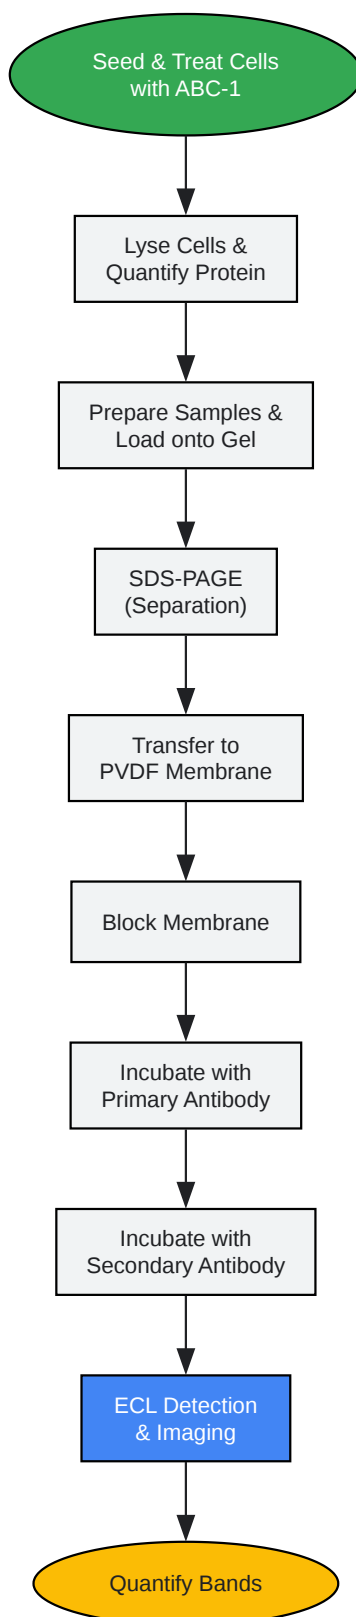 Seed & Treat Cells
with ABC-1
Lyse Cells &
Quantify Protein
Prepare Samples &
Load onto Gel
SDS-PAGE
(Separation)
Transfer to
PVDF Membrane
Block Membrane
Incubate with
Primary Antibody
Incubate with
Secondary Antibody
ECL Detection
& Imaging
Quantify Bands